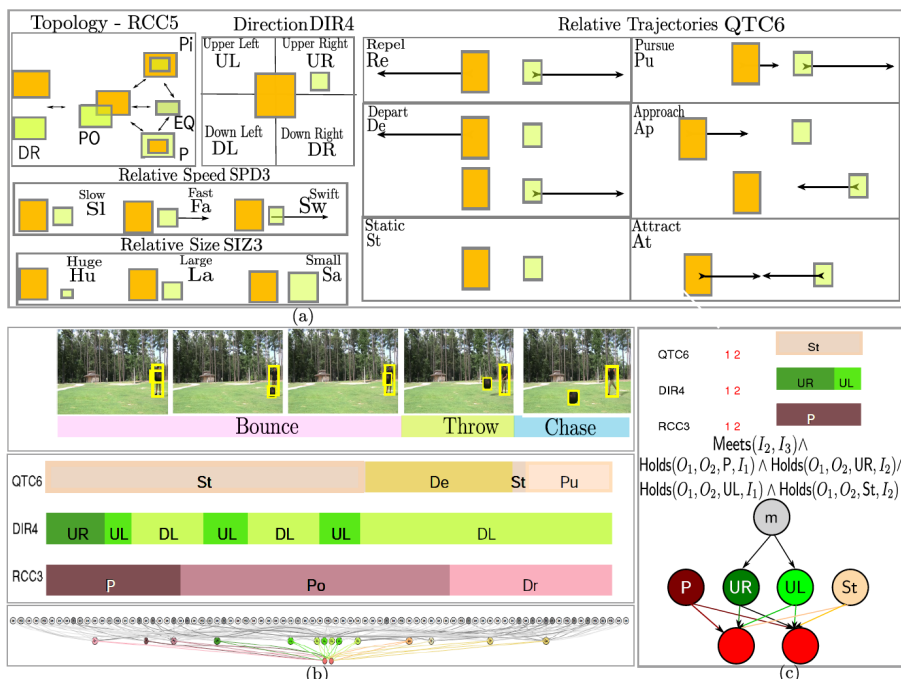 Topology - RCC5
Pi
EQ
PO
DR
P
Direction DIR4
Upper Left
UL
Upper Right
UR
Down Left
DL
Down Right
DR
Relative Speed SPD3
Slow
Sl
Fast
Fa
Swift
Sw
Relative Size SIZ3
Huge
Hu
Large
La
Small
Sa
Relative Trajectories QTC6
Repel
Re
Pursue
Pu
Depart
De
Approach
Ap
Static
St
Attract
At
(a)
Bounce Throw Chase
QTC6 St De St Pu
DIR4 UR UL DL UL DL UL DL
RCC3 P Po Dr
(b)
QTC6 1 2 St
DIR4 1 2 UR UL
RCC3 1 2 P
Meets(I₂, I₃)∧
Holds(O₁, O₂, P, I₁) ∧ Holds(O₁, O₂, UR, I₂)∧
Holds(O₁, O₂, UL, I₁) ∧ Holds(O₁, O₂, St, I₂)
m
P UR UL St
(c)